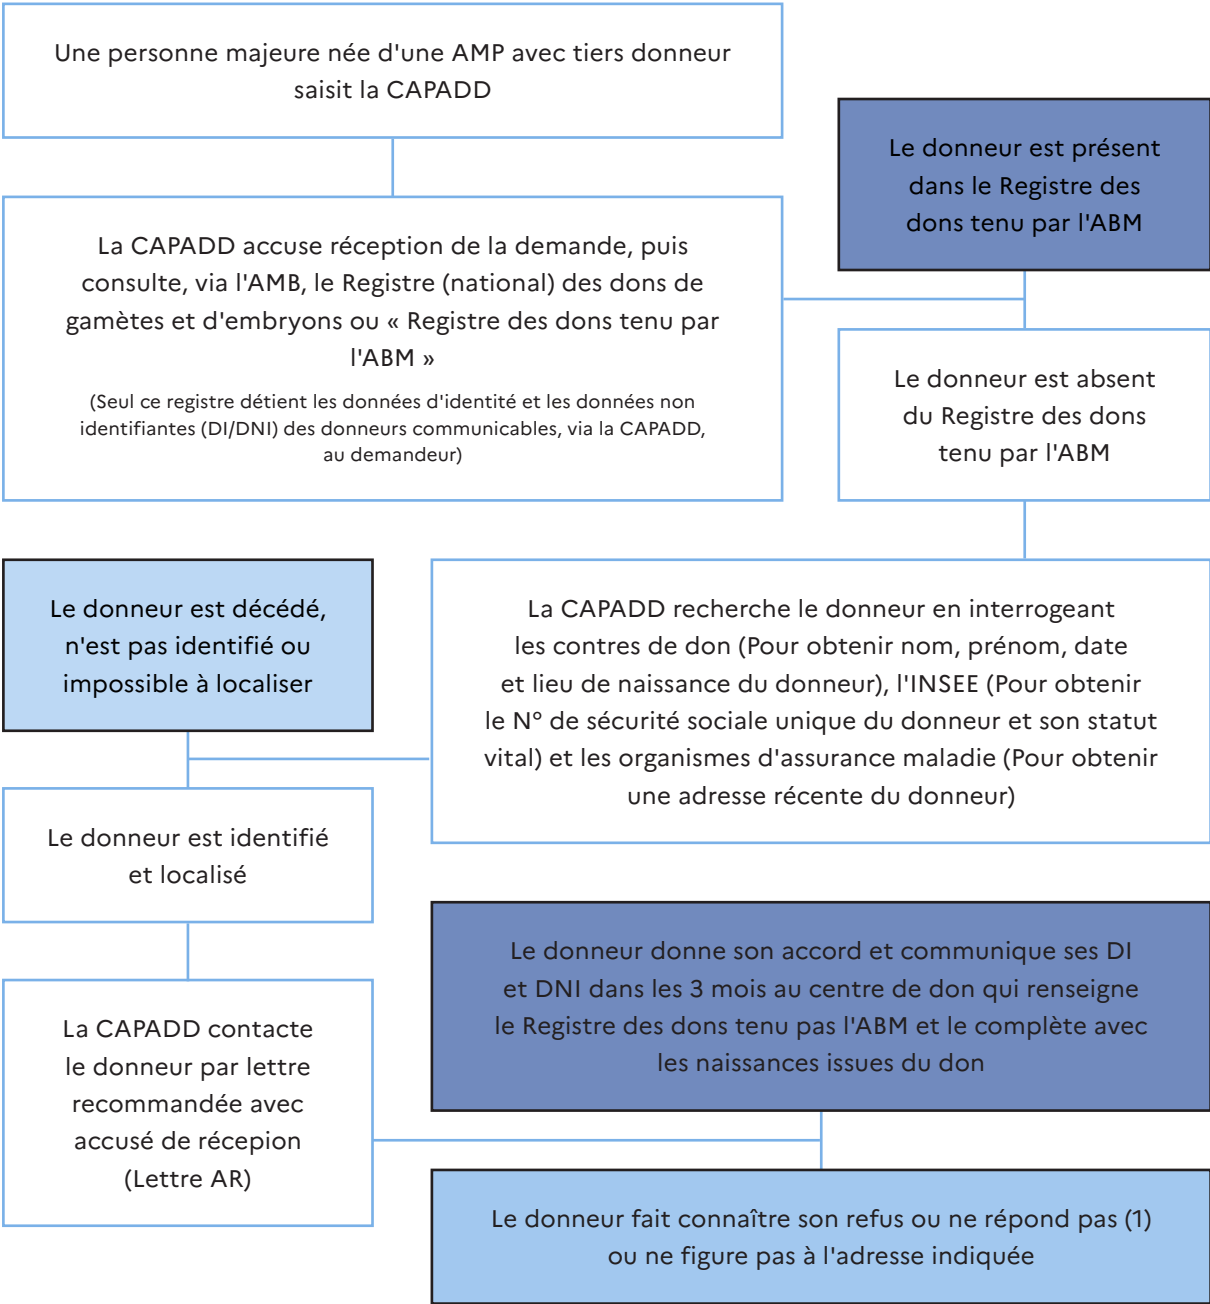 Une personne majeure née d'une AMP avec tiers donneur
saisit la CAPADD
Le donneur est présent
dans le Registre des
dons tenu par l'ABM
La CAPADD accuse réception de la demande, puis
consulte, via l'AMB, le Registre (national) des dons de
gamètes et d'embryons ou « Registre des dons tenu par
l'ABM »
(Seul ce registre détient les données d'identité et les données non
identifiantes (DI/DNI) des donneurs communicables, via la CAPADD,
au demandeur)
Le donneur est absent
du Registre des dons
tenu par l'ABM
Le donneur est décédé,
n'est pas identifié ou
impossible à localiser
La CAPADD recherche le donneur en interrogeant
les contres de don (Pour obtenir nom, prénom, date
et lieu de naissance du donneur), l'INSEE (Pour obtenir
le N° de sécurité sociale unique du donneur et son statut
vital) et les organismes d'assurance maladie (Pour obtenir
une adresse récente du donneur)
Le donneur est identifié
et localisé
Le donneur donne son accord et communique ses DI
et DNI dans les 3 mois au centre de don qui renseigne
le Registre des dons tenu pas l'ABM et le complète avec
les naissances issues du don
La CAPADD contacte
le donneur par lettre
recommandée avec
accusé de récepion
(Lettre AR)
Le donneur fait connaître son refus ou ne répond pas (1)
ou ne figure pas à l'adresse indiquée